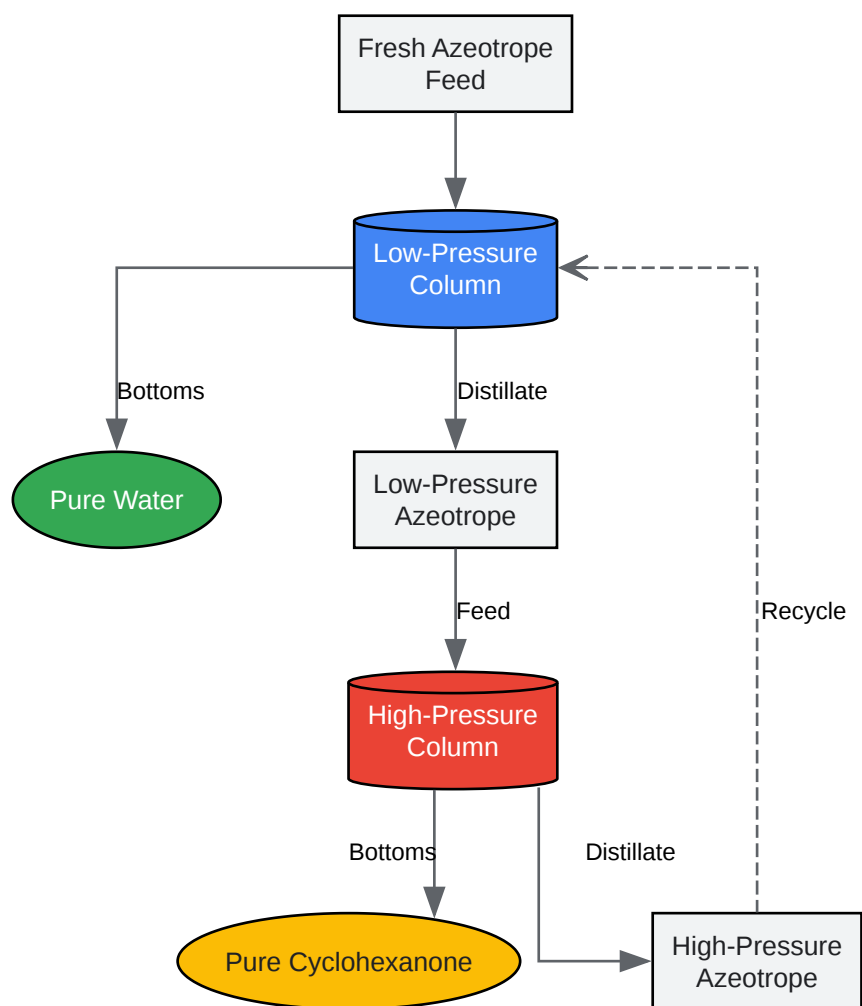 Fresh Azeotrope
Feed
Low-Pressure
Column
Bottoms
Distillate
Pure Water
Low-Pressure
Azeotrope
Feed
Recycle
High-Pressure
Column
Bottoms
Distillate
Pure Cyclohexanone
High-Pressure
Azeotrope